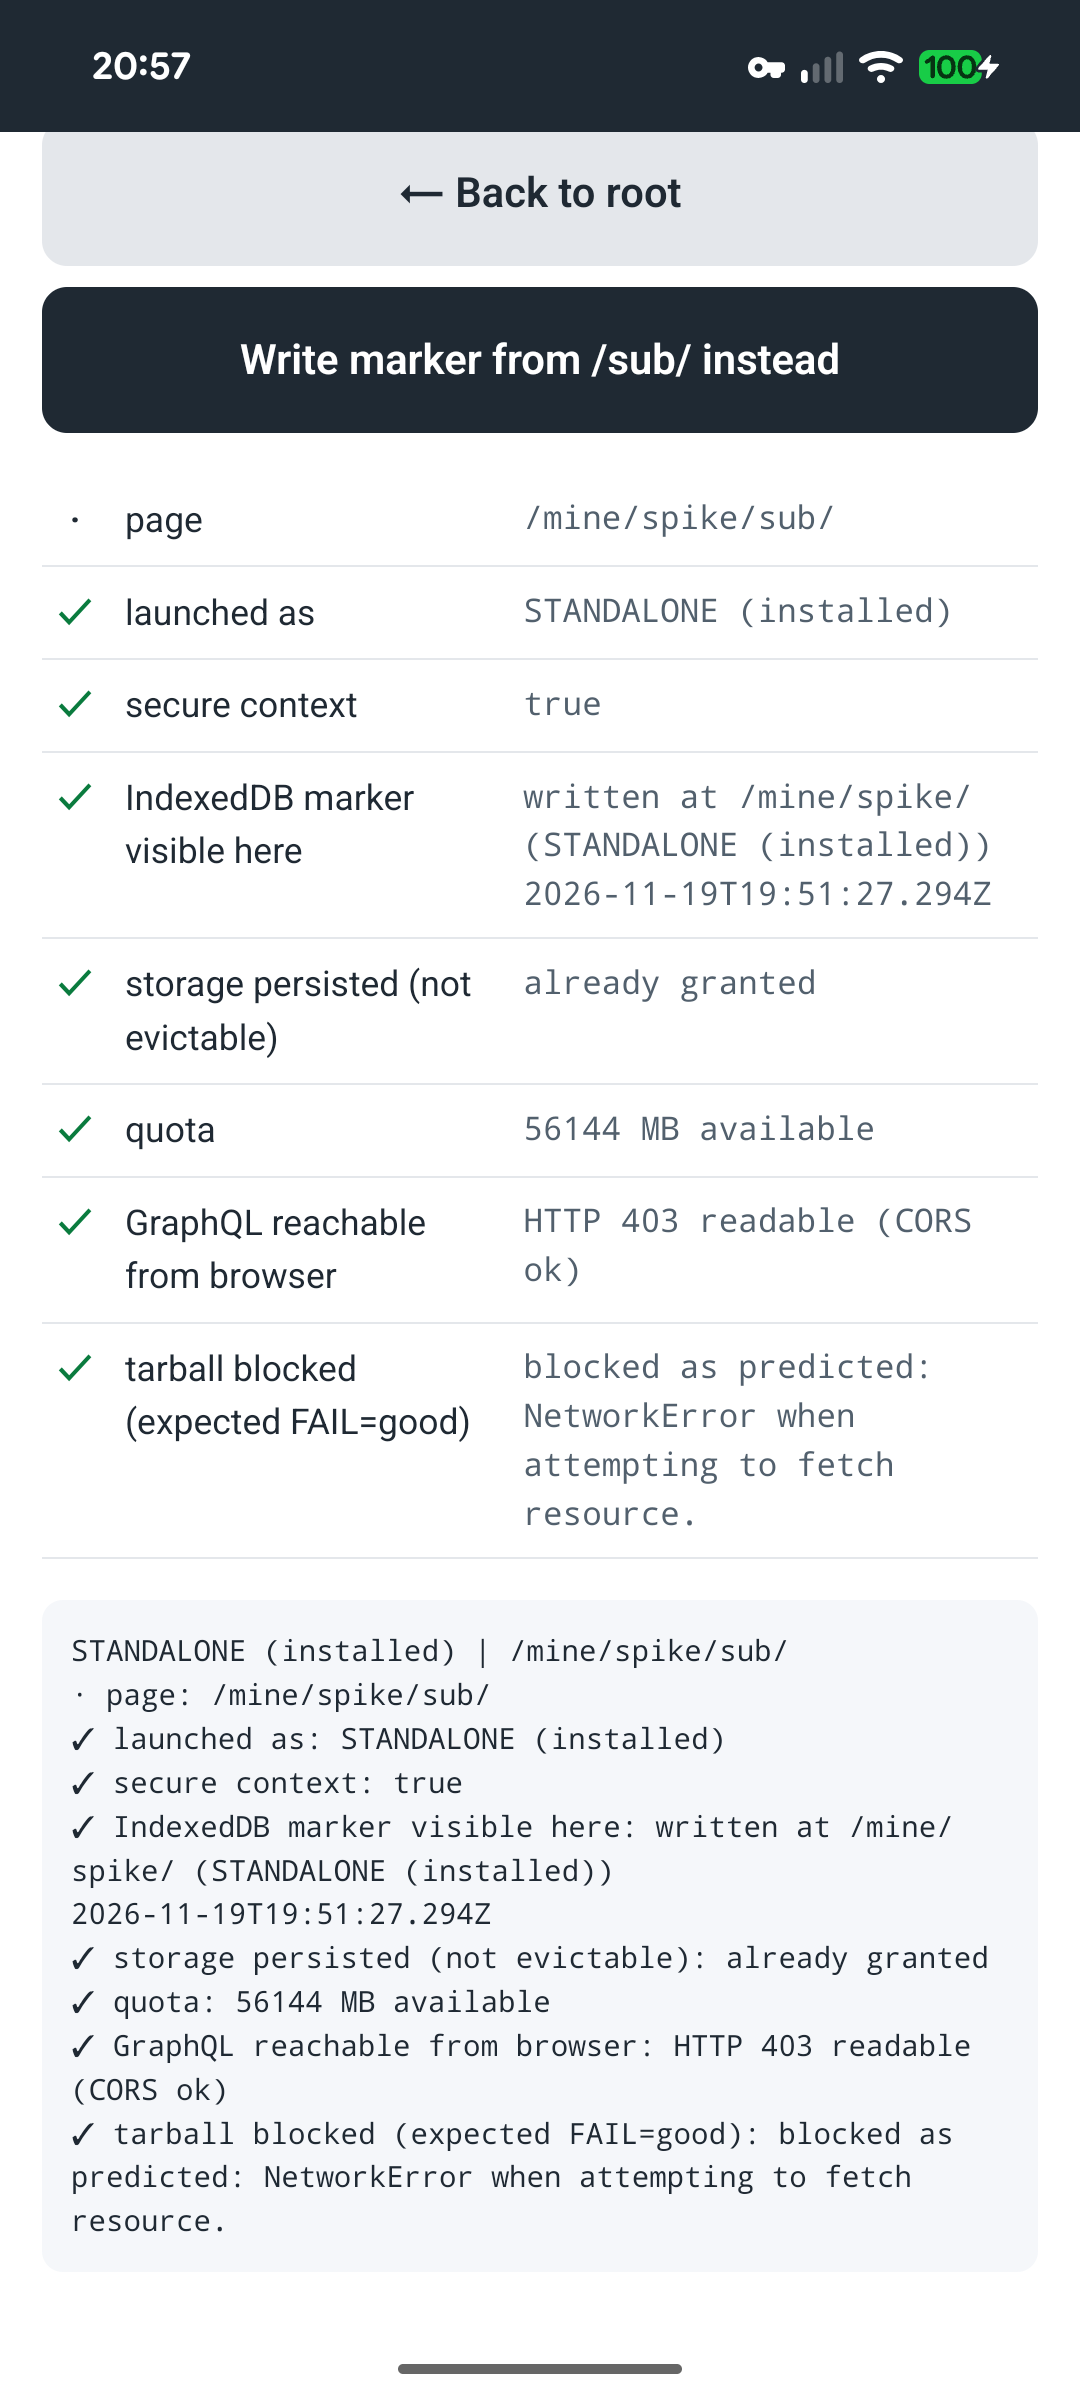 20:57
100
← Back to root
Write marker from /sub/ instead
· page /mine/spike/sub/
✓ launched as STANDALONE (installed)
✓ secure context true
✓ IndexedDB marker visible here
written at /mine/spike/
(STANDALONE (installed))
2026-11-19T19:51:27.294Z
✓ storage persisted (not evictable) already granted
✓ quota 56144 MB available
✓ GraphQL reachable from browser
HTTP 403 readable (CORS
ok)
✓ tarball blocked (expected FAIL=good)
blocked as predicted:
NetworkError when
attempting to fetch
resource.
STANDALONE (installed) | /mine/spike/sub/
· page: /mine/spike/sub/
✓ launched as: STANDALONE (installed)
✓ secure context: true
✓ IndexedDB marker visible here: written at /mine/
spike/ (STANDALONE (installed))
2026-11-19T19:51:27.294Z
✓ storage persisted (not evictable): already granted
✓ quota: 56144 MB available
✓ GraphQL reachable from browser: HTTP 403 readable
(CORS ok)
✓ tarball blocked (expected FAIL=good): blocked as
predicted: NetworkError when attempting to fetch
resource.